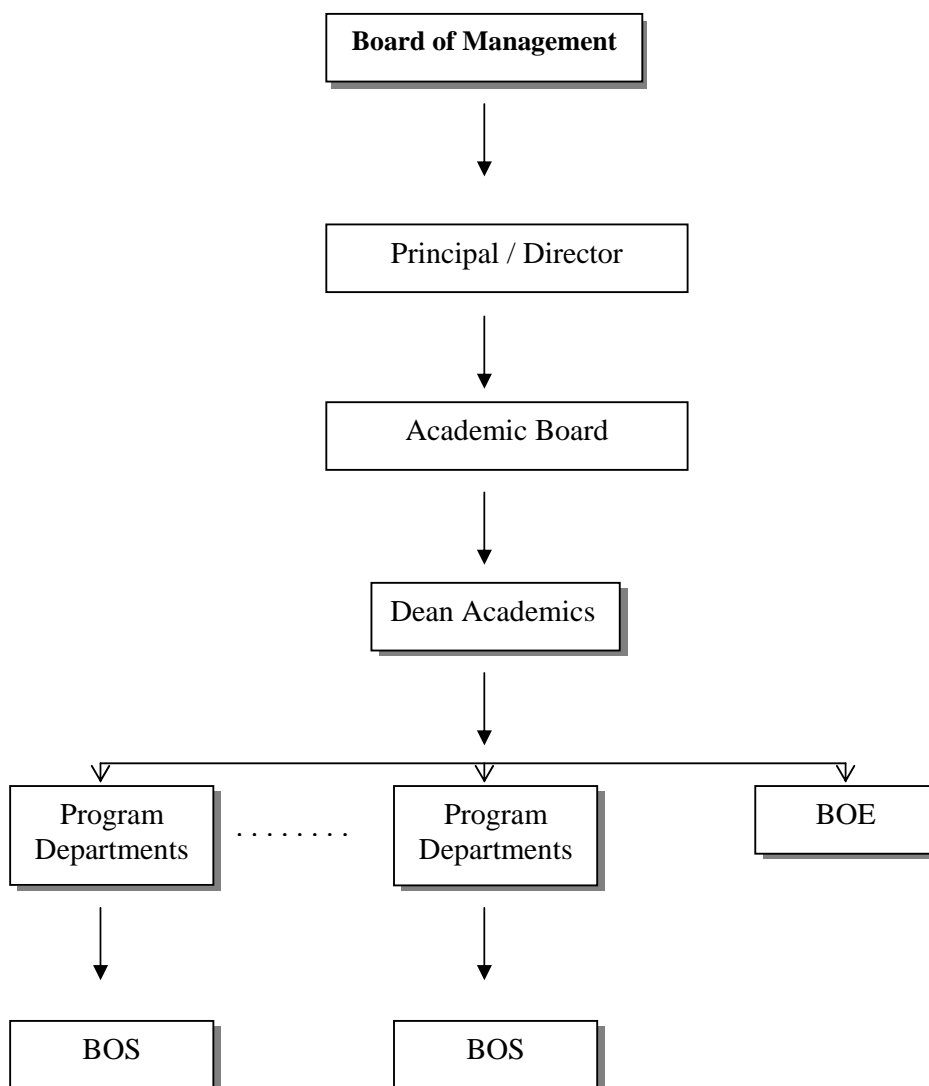 Board of Management
Principal / Director
Academic Board
Dean Academics
Program
Departments
. . . . . . . .
Program
Departments
BOE
BOS
BOS